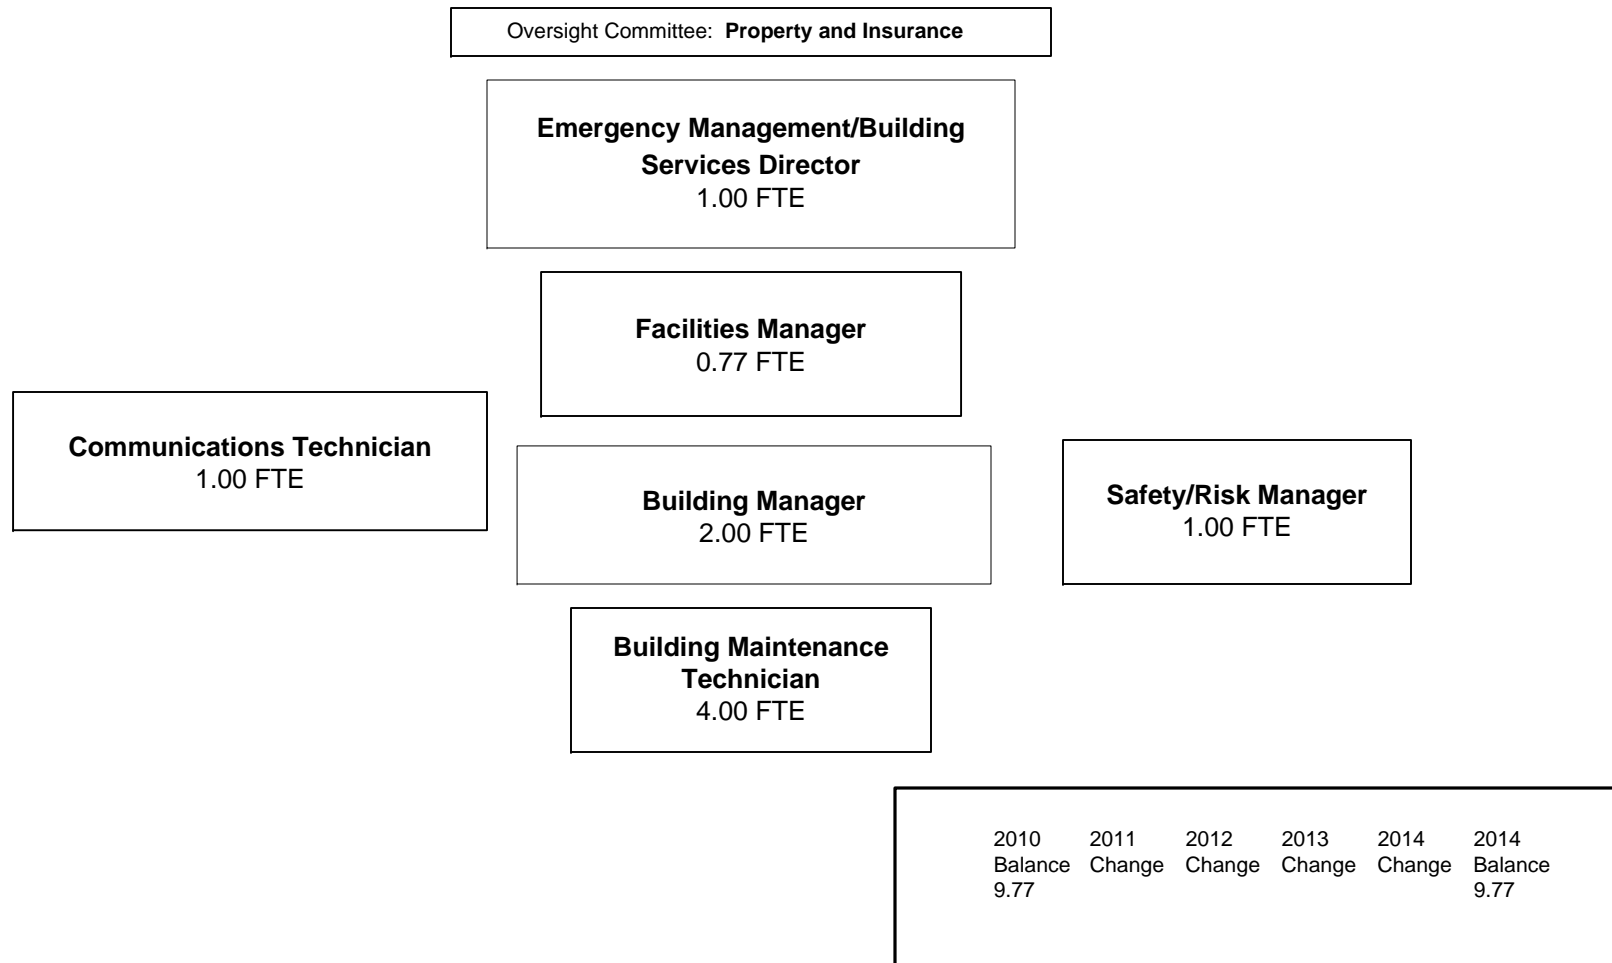 Oversight Committee: Property and Insurance
Emergency Management/Building
Services Director
1.00 FTE
Facilities Manager
0.77 FTE
Communications Technician
1.00 FTE
Building Manager
2.00 FTE
Safety/Risk Manager
1.00 FTE
Building Maintenance
Technician
4.00 FTE
2010 2011 2012 2013 2014 2014
Balance Change Change Change Change Balance
9.77 9.77